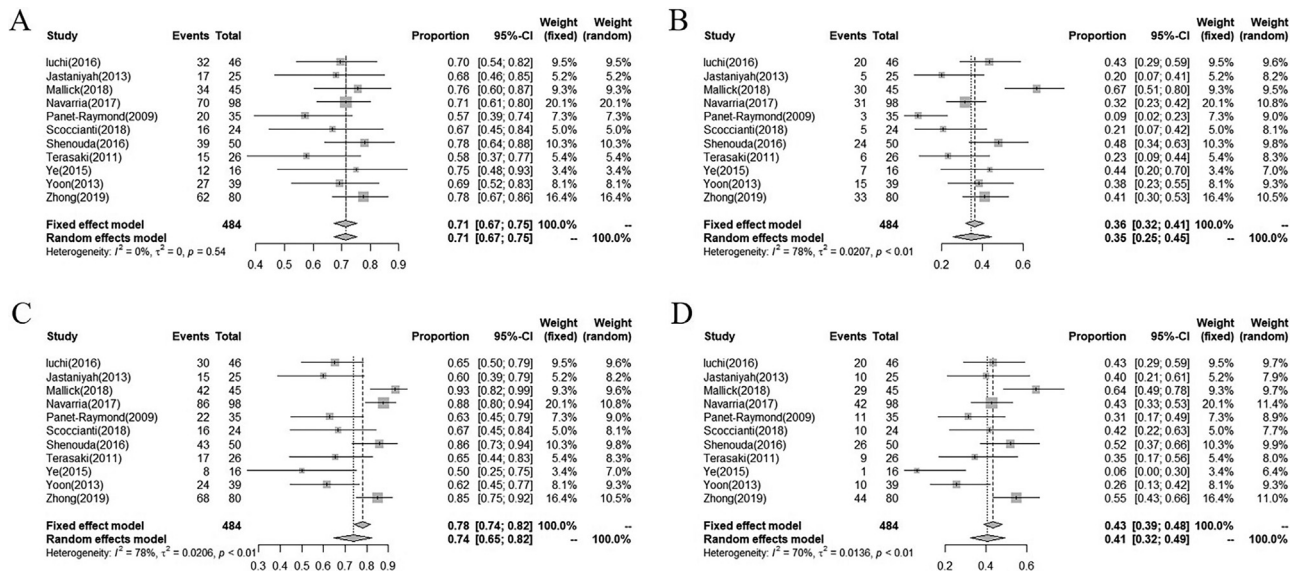 A
Weight Weight
Study Events Total Proportion 95%-CI (fixed) (random)
Iuchi(2016) 32 46 0.70 [0.54; 0.82] 9.5% 9.5%
Jastaniyah(2013) 17 25 0.68 [0.46; 0.85] 5.2% 5.2%
Mallick(2018) 34 45 0.76 [0.60; 0.87] 9.3% 9.3%
Navarria(2017) 70 98 0.71 [0.61; 0.80] 20.1% 20.1%
Panet-Raymond(2009) 20 35 0.57 [0.39; 0.74] 7.3% 7.3%
Scoccianti(2018) 16 24 0.67 [0.45; 0.84] 5.0% 5.0%
Shenouda(2016) 39 50 0.78 [0.64; 0.88] 10.3% 10.3%
Terasaki(2011) 15 26 0.58 [0.37; 0.77] 5.4% 5.4%
Ye(2015) 12 16 0.75 [0.48; 0.93] 3.4% 3.4%
Yoon(2013) 27 39 0.69 [0.52; 0.83] 8.1% 8.1%
Zhong(2019) 62 80 0.78 [0.67; 0.86] 16.4% 16.4%
Fixed effect model 484 0.71 [0.67; 0.75] 100.0% --
Random effects model 0.71 [0.67; 0.75] -- 100.0%
Heterogeneity: I² = 0%, τ² = 0, p = 0.54
0.4 0.5 0.6 0.7 0.8 0.9
B
Weight Weight
Study Events Total Proportion 95%-CI (fixed) (random)
Iuchi(2016) 20 46 0.43 [0.29; 0.59] 9.5% 9.6%
Jastaniyah(2013) 5 25 0.20 [0.07; 0.41] 5.2% 8.2%
Mallick(2018) 30 45 0.67 [0.51; 0.80] 9.3% 9.5%
Navarria(2017) 31 98 0.32 [0.23; 0.42] 20.1% 10.8%
Panet-Raymond(2009) 3 35 0.09 [0.02; 0.23] 7.3% 9.0%
Scoccianti(2018) 5 24 0.21 [0.07; 0.42] 5.0% 8.1%
Shenouda(2016) 24 50 0.48 [0.34; 0.63] 10.3% 9.8%
Terasaki(2011) 6 26 0.23 [0.09; 0.44] 5.4% 8.3%
Ye(2015) 7 16 0.44 [0.20; 0.70] 3.4% 7.0%
Yoon(2013) 15 39 0.38 [0.23; 0.55] 8.1% 9.3%
Zhong(2019) 33 80 0.41 [0.30; 0.53] 16.4% 10.5%
Fixed effect model 484 0.36 [0.32; 0.41] 100.0% --
Random effects model 0.35 [0.25; 0.45] -- 100.0%
Heterogeneity: I² = 78%, τ² = 0.0207, p < 0.01
0.2 0.4 0.6
C
Weight Weight
Study Events Total Proportion 95%-CI (fixed) (random)
Iuchi(2016) 30 46 0.65 [0.50; 0.79] 9.5% 9.6%
Jastaniyah(2013) 15 25 0.60 [0.39; 0.79] 5.2% 8.2%
Mallick(2018) 42 45 0.93 [0.82; 0.99] 9.3% 9.6%
Navarria(2017) 86 98 0.88 [0.80; 0.94] 20.1% 10.8%
Panet-Raymond(2009) 22 35 0.63 [0.45; 0.79] 7.3% 9.0%
Scoccianti(2018) 16 24 0.67 [0.45; 0.84] 5.0% 8.1%
Shenouda(2016) 43 50 0.86 [0.73; 0.94] 10.3% 9.8%
Terasaki(2011) 17 26 0.65 [0.44; 0.83] 5.4% 8.3%
Ye(2015) 8 16 0.50 [0.25; 0.75] 3.4% 7.0%
Yoon(2013) 24 39 0.62 [0.45; 0.77] 8.1% 9.3%
Zhong(2019) 68 80 0.85 [0.75; 0.92] 16.4% 10.5%
Fixed effect model 484 0.78 [0.74; 0.82] 100.0% --
Random effects model 0.74 [0.65; 0.82] -- 100.0%
Heterogeneity: I² = 78%, τ² = 0.0206, p < 0.01
0.3 0.4 0.5 0.6 0.7 0.8 0.9
D
Weight Weight
Study Events Total Proportion 95%-CI (fixed) (random)
Iuchi(2016) 20 46 0.43 [0.29; 0.59] 9.5% 9.7%
Jastaniyah(2013) 10 25 0.40 [0.21; 0.61] 5.2% 7.9%
Mallick(2018) 29 45 0.64 [0.49; 0.78] 9.3% 9.7%
Navarria(2017) 42 98 0.43 [0.33; 0.53] 20.1% 11.4%
Panet-Raymond(2009) 11 35 0.31 [0.17; 0.49] 7.3% 8.9%
Scoccianti(2018) 10 24 0.42 [0.22; 0.63] 5.0% 7.7%
Shenouda(2016) 26 50 0.52 [0.37; 0.66] 10.3% 9.9%
Terasaki(2011) 9 26 0.35 [0.17; 0.56] 5.4% 8.0%
Ye(2015) 1 16 0.06 [0.00; 0.30] 3.4% 6.4%
Yoon(2013) 10 39 0.26 [0.13; 0.42] 8.1% 9.2%
Zhong(2019) 44 80 0.55 [0.43; 0.66] 16.4% 11.0%
Fixed effect model 484 0.43 [0.39; 0.48] 100.0% --
Random effects model 0.41 [0.32; 0.49] -- 100.0%
Heterogeneity: I² = 70%, τ² = 0.0136, p < 0.01
0.2 0.4 0.6